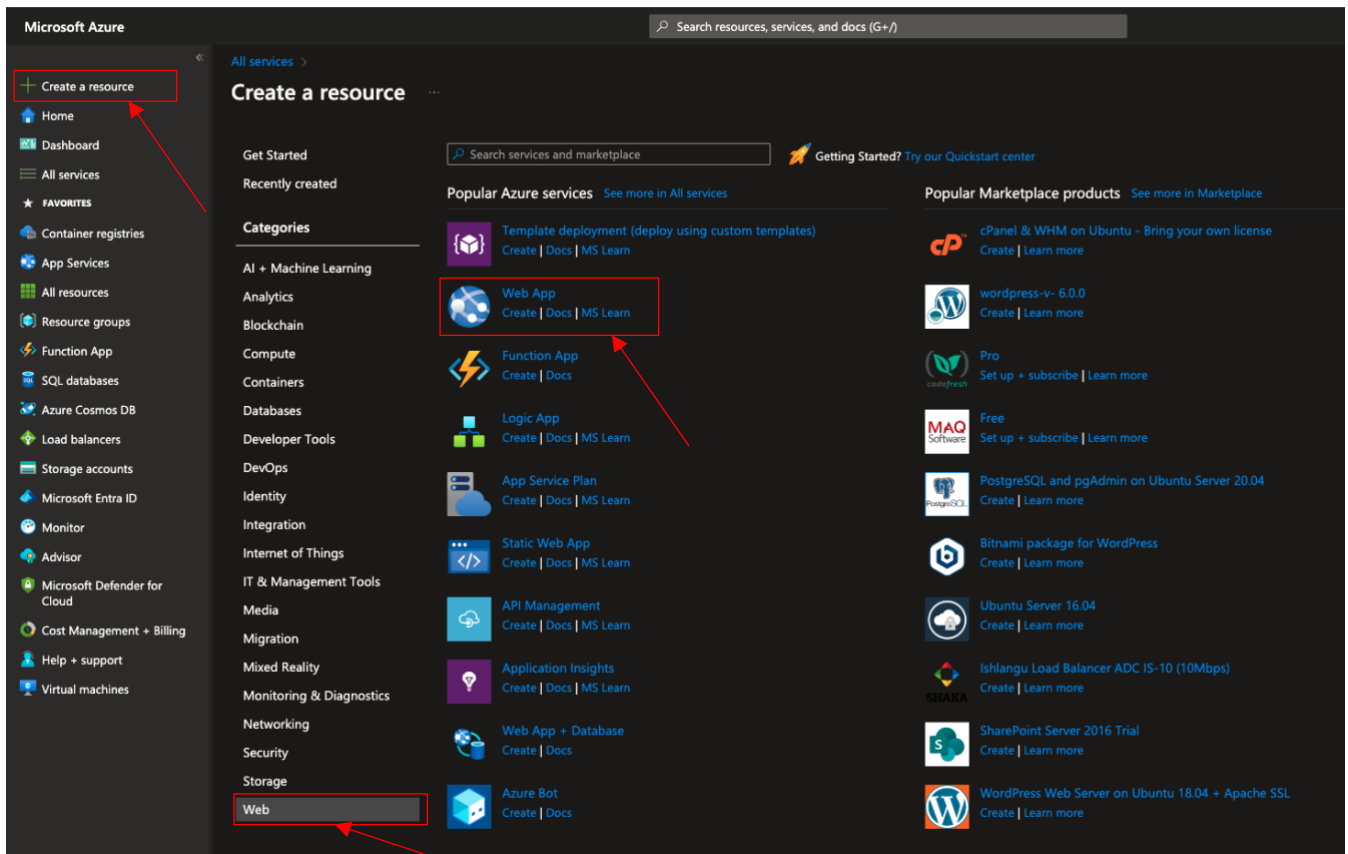 Microsoft Azure
Search resources, services, and docs (G+/)
«
Create a resource
Home
Dashboard
All services
FAVORITES
Container registries
App Services
All resources
Resource groups
Function App
SQL databases
Azure Cosmos DB
Load balancers
Storage accounts
Microsoft Entra ID
Monitor
Advisor
Microsoft Defender for
Cloud
Cost Management + Billing
Help + support
Virtual machines
All services >
Create a resource ...
Get Started
Recently created
Categories
AI + Machine Learning
Analytics
Blockchain
Compute
Containers
Databases
Developer Tools
DevOps
Identity
Integration
Internet of Things
IT & Management Tools
Media
Migration
Mixed Reality
Monitoring & Diagnostics
Networking
Security
Storage
Web
Search services and marketplace
Getting Started? Try our Quickstart center
Popular Azure services See more in All services
Template deployment (deploy using custom templates)
Create | Docs | MS Learn
Web App
Create | Docs | MS Learn
Function App
Create | Docs
Logic App
Create | Docs | MS Learn
App Service Plan
Create | Docs | MS Learn
SQL
Static Web App
Create | Docs | MS Learn
API Management
Create | Docs | MS Learn
Application Insights
Create | Docs | MS Learn
Web App + Database
Create | Docs
Azure Bot
Create | Docs
Popular Marketplace products See more in Marketplace
cP
cPanel & WHM on Ubuntu - Bring your own license
Create | Learn more
wordpress-v- 6.0.0
Create | Learn more
codefresh
Pro
Set up + subscribe | Learn more
MAQ
Software
Free
Set up + subscribe | Learn more
PostgreSQL
PostgreSQL and pgAdmin on Ubuntu Server 20.04
Create | Learn more
Bitnami package for WordPress
Create | Learn more
Ubuntu Server 16.04
Create | Learn more
SHAKA
Ishlangu Load Balancer ADC IS-10 (10Mbps)
Create | Learn more
SharePoint Server 2016 Trial
Create | Learn more
WordPress Web Server on Ubuntu 18.04 + Apache SSL
Create | Learn more